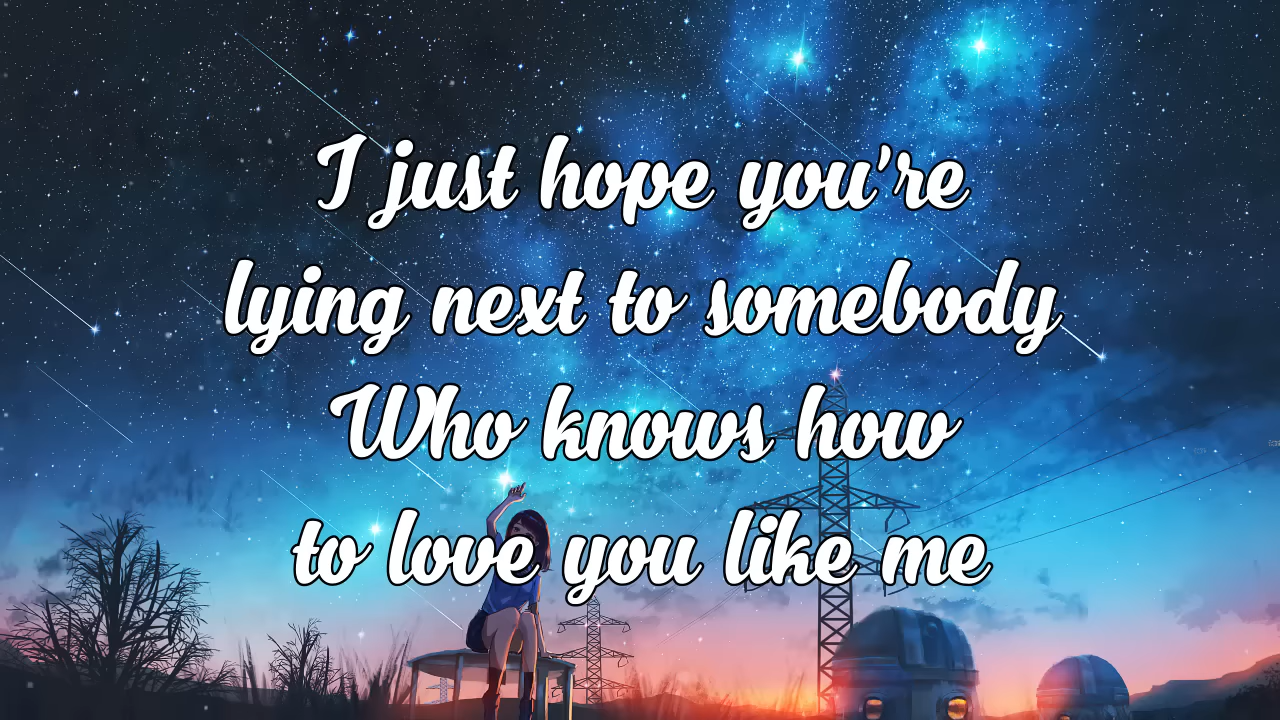 I just hope you're
lying next to somebody
Who knows how
to love you like me